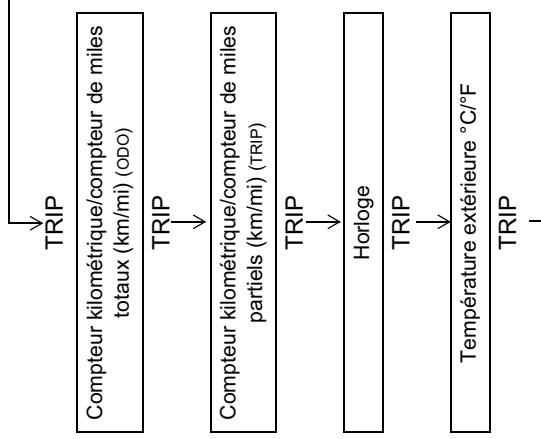 TRIP
Compteur kilométrique/compteur de miles
totaux (km/mi) (ODO)
TRIP
Compteur kilométrique/compteur de miles
partiels (km/mi) (TRIP)
TRIP
Horloge
TRIP
Température extérieure °C/°F
TRIP